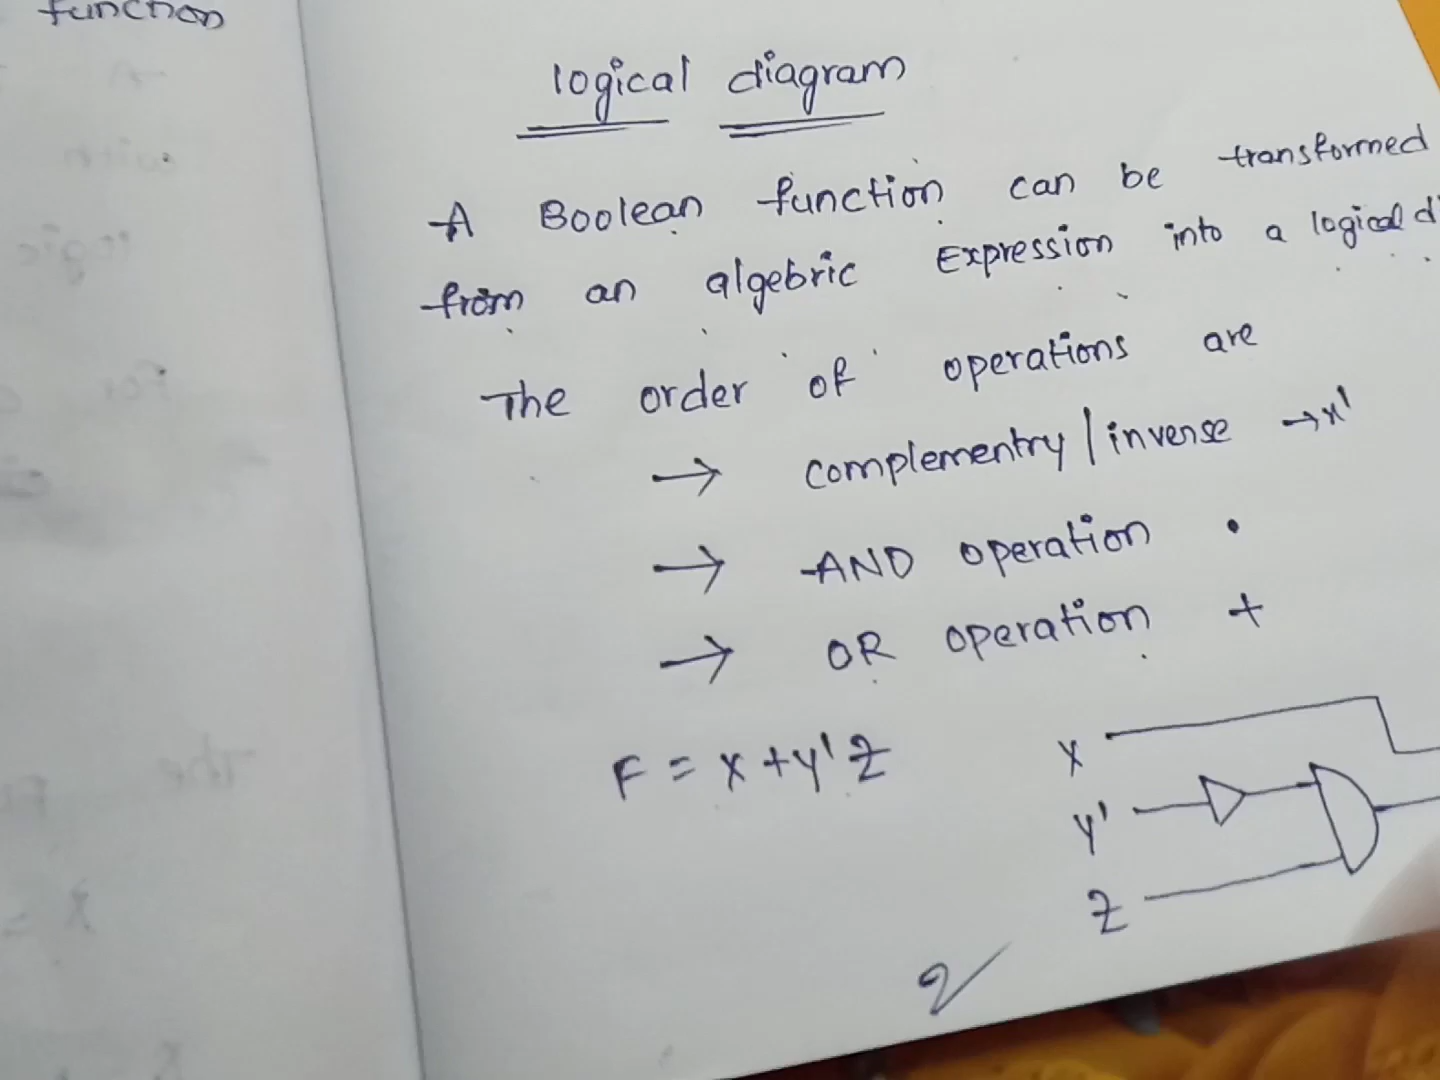 function
logical diagram
A Boolean function can be transformed
from an algebric Expression into a logical di
The order of operations are
→ complementry / inverse → x'
→ AND operation •
→ OR operation +
F = x + y' z
x
y'
z